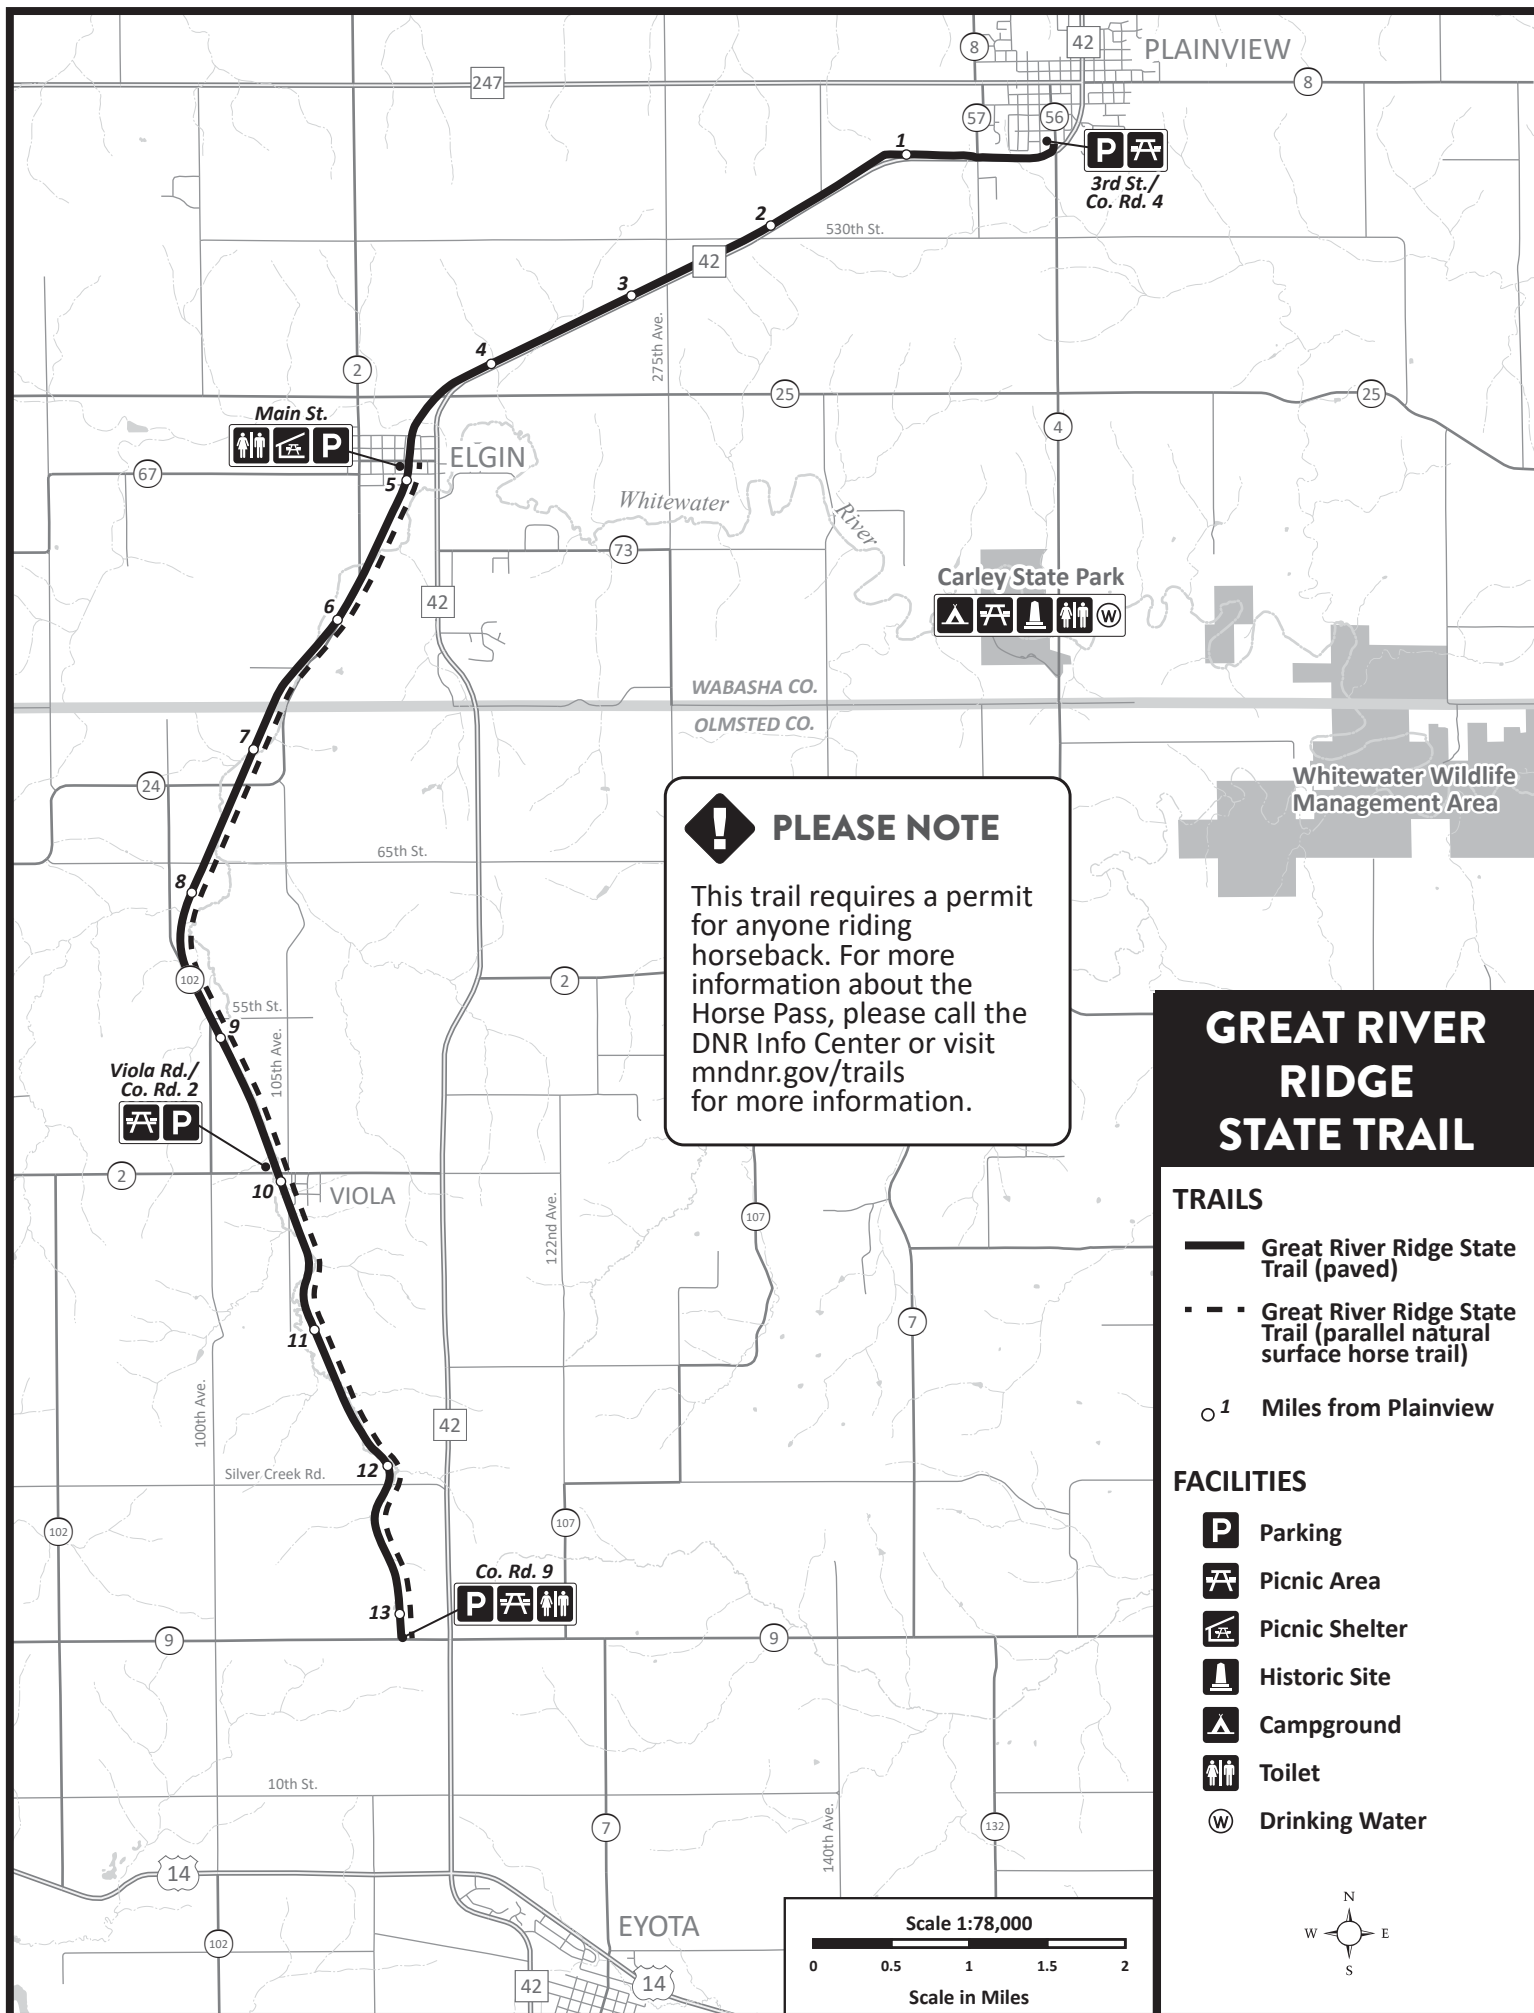 247
8
42
PLAINVIEW
8
57
56
1
P
3rd St./
Co. Rd. 4
2
530th St.
42
3
275th Ave.
4
2
25
25
Main St.
P
4
ELGIN
67
5
Whitewater
River
73
Carley State Park
W
6
42
WABASHA CO.
OLMSTED CO.
7
24
Whitewater Wildlife
Management Area
65th St.
8
! PLEASE NOTE
This trail requires a permit
for anyone riding
horseback. For more
information about the
Horse Pass, please call the
DNR Info Center or visit
mndnr.gov/trails
for more information.
102
2
55th St.
9
105th Ave.
Viola Rd./
Co. Rd. 2
P
2
10
VIOLA
122nd Ave.
107
7
11
100th Ave.
42
12
Silver Creek Rd.
102
107
Co. Rd. 9
P
13
9
9
10th St.
7
140th Ave.
132
14
EYOTA
102
42
14
Scale 1:78,000
0 0.5 1 1.5 2
Scale in Miles
GREAT RIVER
RIDGE
STATE TRAIL
TRAILS
Great River Ridge State
Trail (paved)
Great River Ridge State
Trail (parallel natural
surface horse trail)
1 Miles from Plainview
FACILITIES
P Parking
Picnic Area
Picnic Shelter
Historic Site
Campground
Toilet
W Drinking Water
N
W E
S